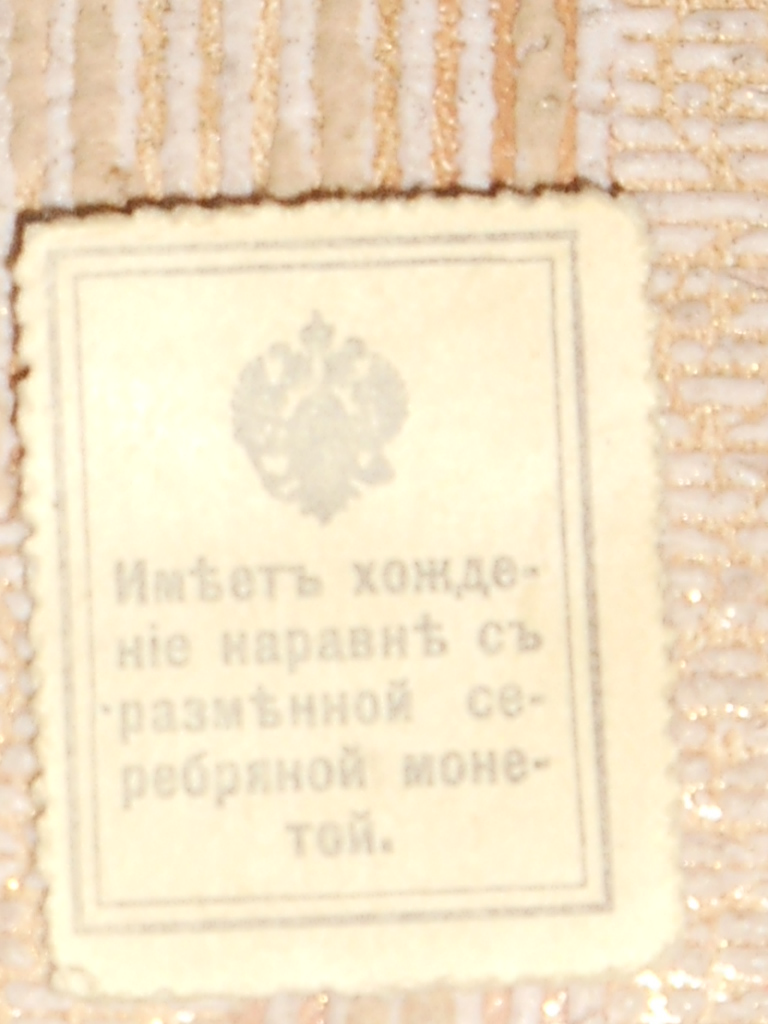 Имѣетъ хожде-
ніе наравнѣ съ
размѣнной се-
ребряной моне-
той.